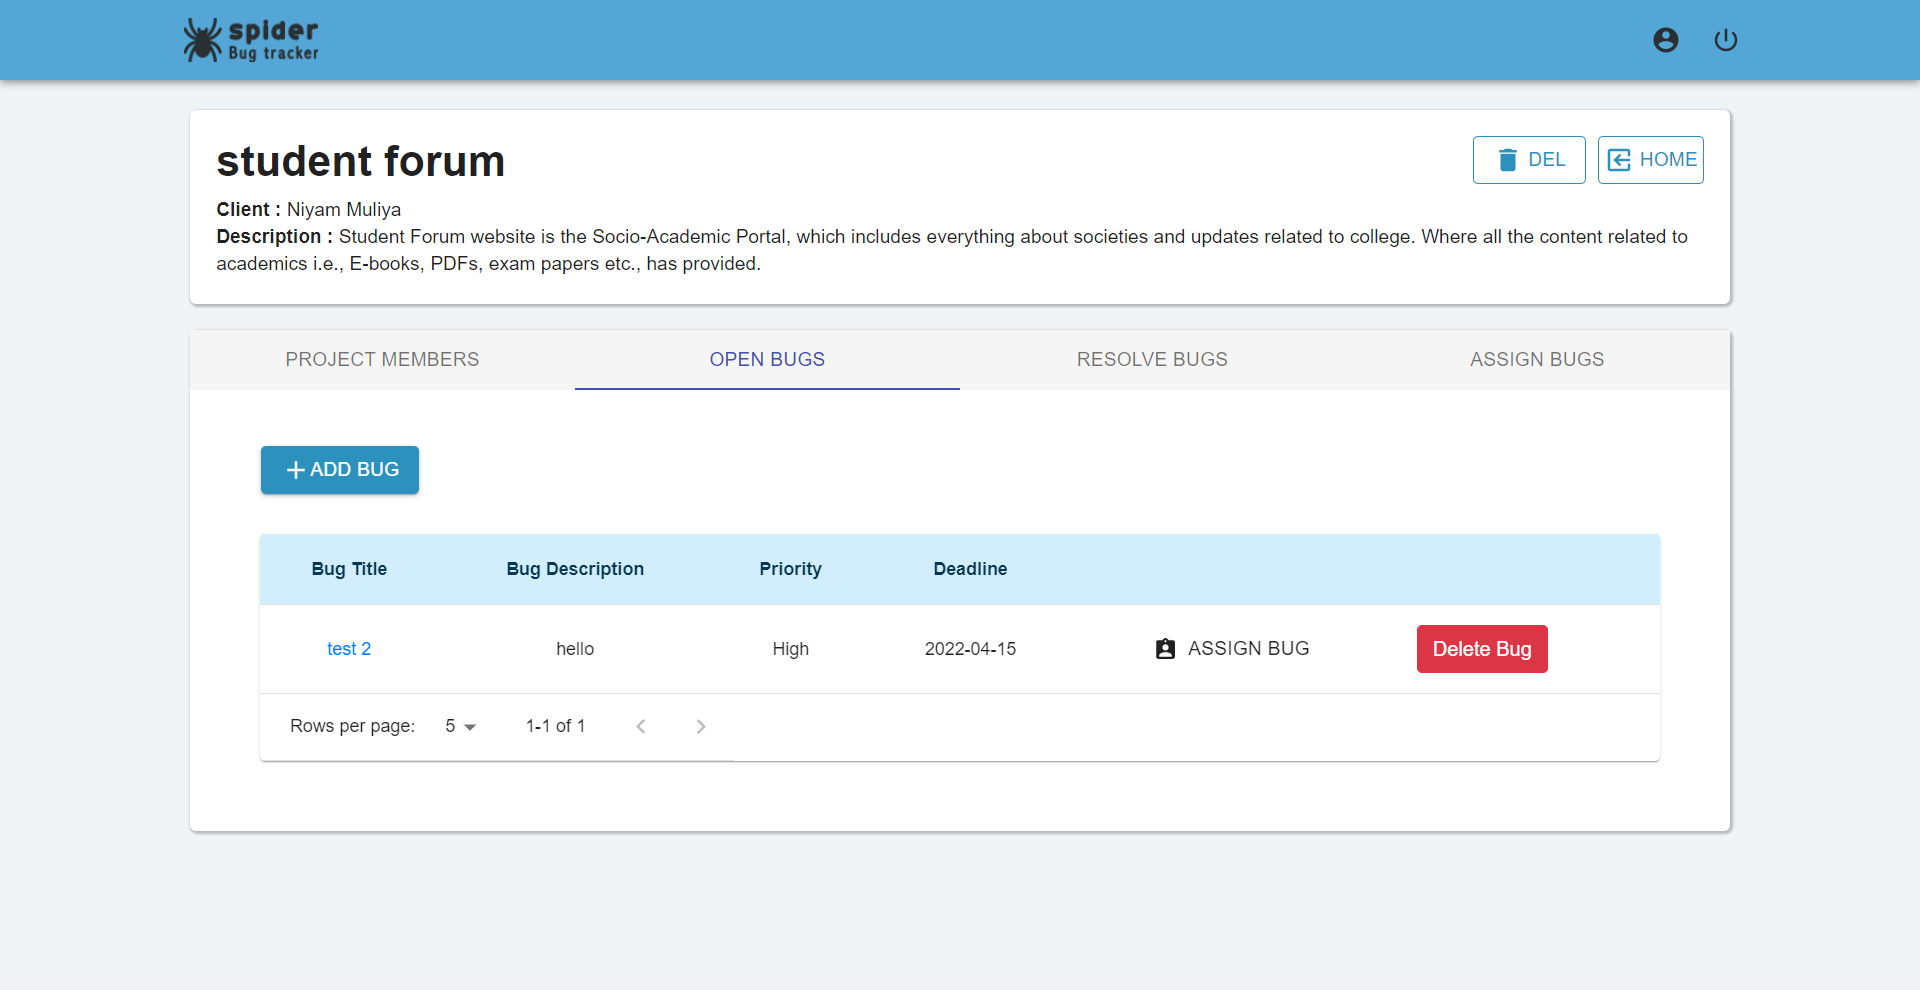 spider
Bug tracker
student forum
DEL
HOME
Client : Niyam Muliya
Description : Student Forum website is the Socio-Academic Portal, which includes everything about societies and updates related to college. Where all the content related to
academics i.e., E-books, PDFs, exam papers etc., has provided.
PROJECT MEMBERS
OPEN BUGS
RESOLVE BUGS
ASSIGN BUGS
ADD BUG
Bug Title
Bug Description
Priority
Deadline
test 2
hello
High
2022-04-15
ASSIGN BUG
Delete Bug
Rows per page:
5
1-1 of 1